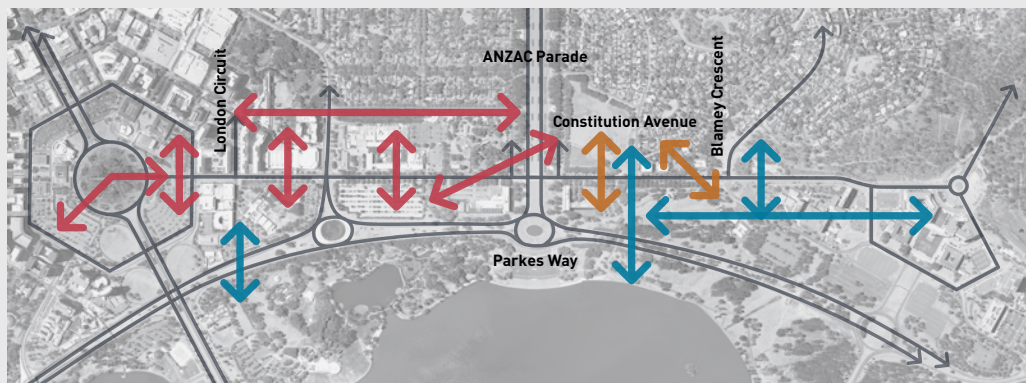 ANZAC Parade
London Circuit
Blamey Crescent
Constitution Avenue
Parkes Way